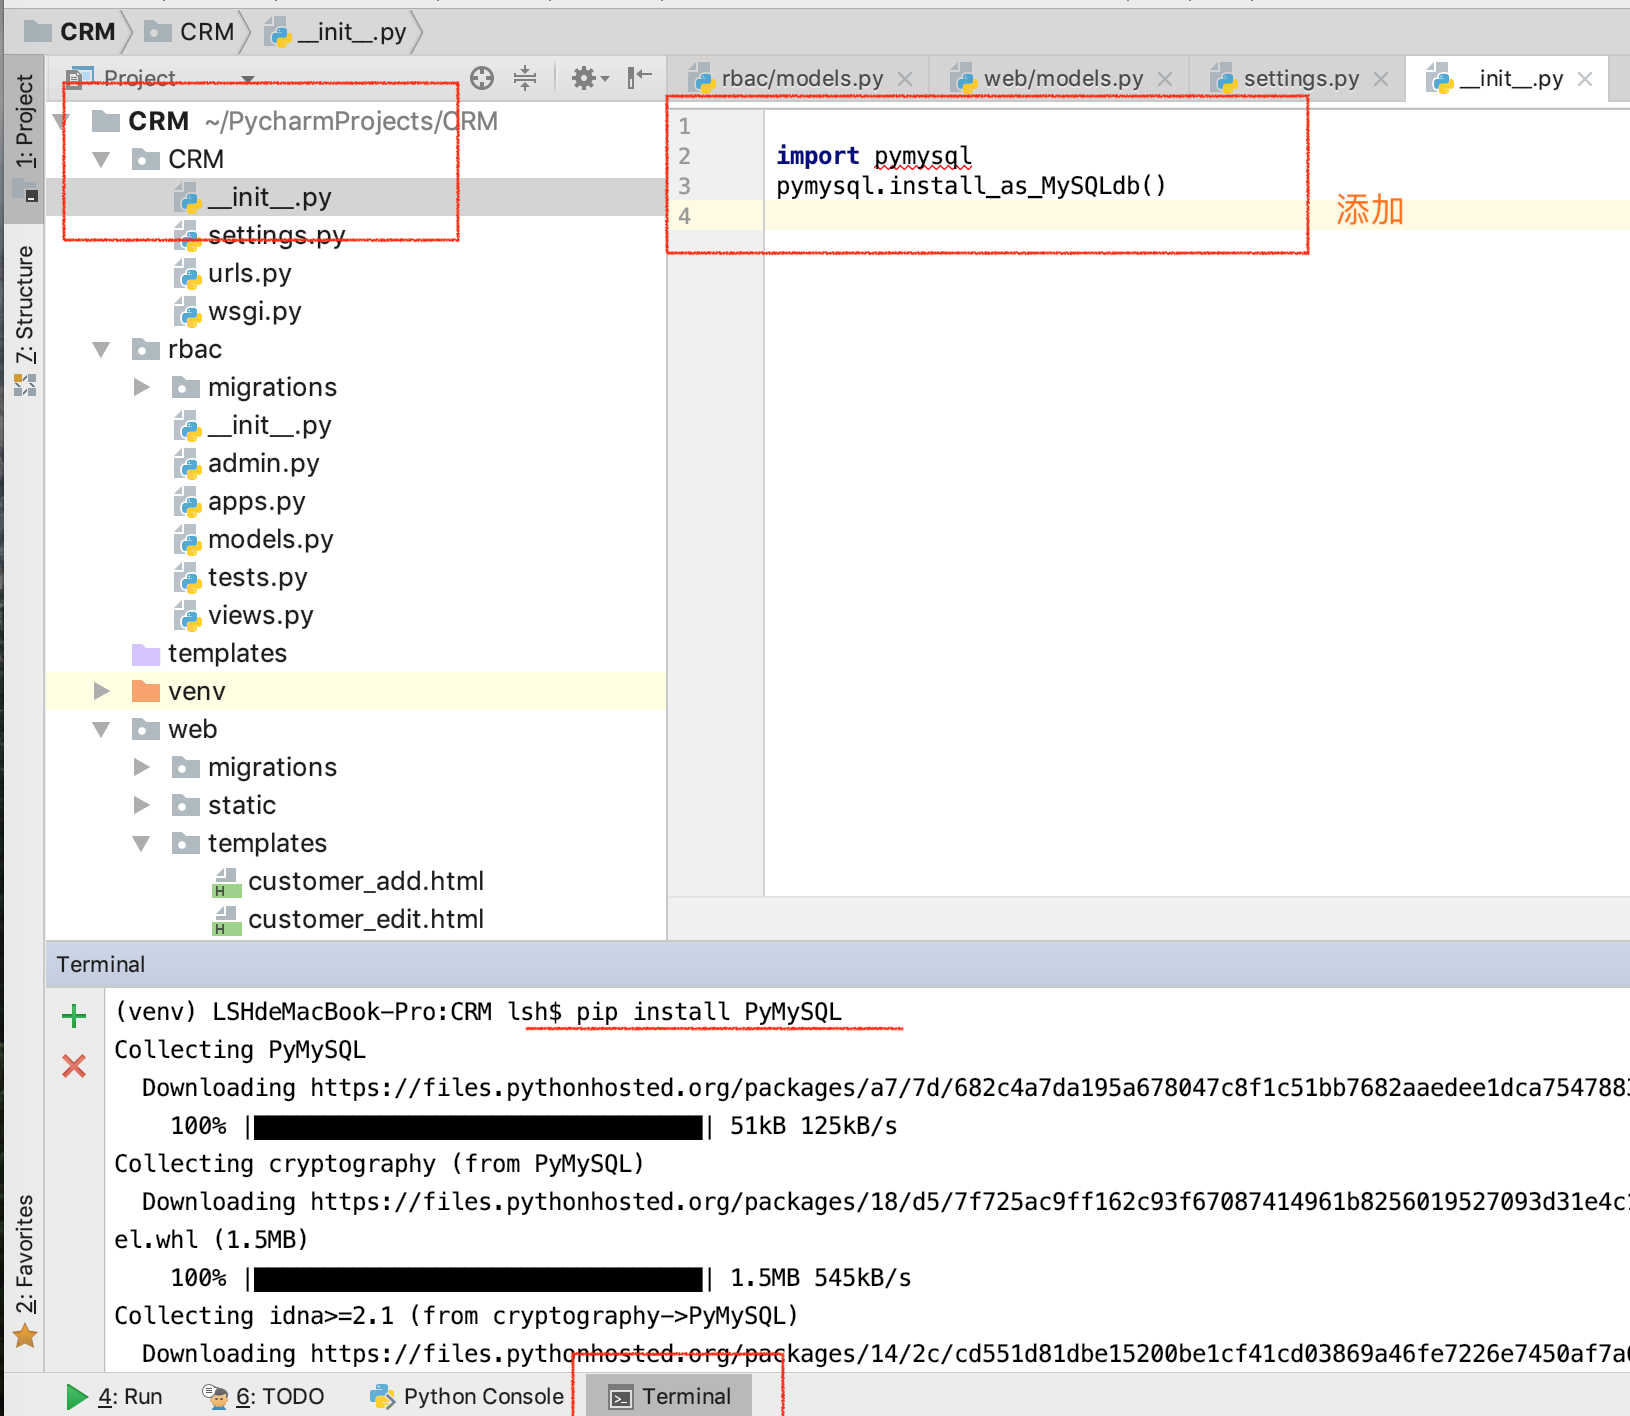 CRM CRM __init__.py
Project
rbac/models.py web/models.py settings.py __init__.py
1: Project
7: Structure
2: Favorites
CRM ~/PycharmProjects/CRM
CRM
__init__.py
settings.py
urls.py
wsgi.py
rbac
migrations
__init__.py
admin.py
apps.py
models.py
tests.py
views.py
templates
venv
web
migrations
static
templates
customer_add.html
customer_edit.html
1
2 import pymysql
3 pymysql.install_as_MySQLdb()
4
添加
Terminal
(venv) LSHdeMacBook-Pro:CRM lsh$ pip install PyMySQL
Collecting PyMySQL
Downloading https://files.pythonhosted.org/packages/a7/7d/682c4a7da195a678047c8f1c51bb7682aaedee1dca7547883
100% | | 51kB 125kB/s
Collecting cryptography (from PyMySQL)
Downloading https://files.pythonhosted.org/packages/18/d5/7f725ac9ff162c93f67087414961b8256019527093d31e4c1
el.whl (1.5MB)
100% | | 1.5MB 545kB/s
Collecting idna>=2.1 (from cryptography->PyMySQL)
Downloading https://files.pythonhosted.org/packages/14/2c/cd551d81dbe15200be1cf41cd03869a46fe7226e7450af7a6
4: Run 6: TODO Python Console Terminal